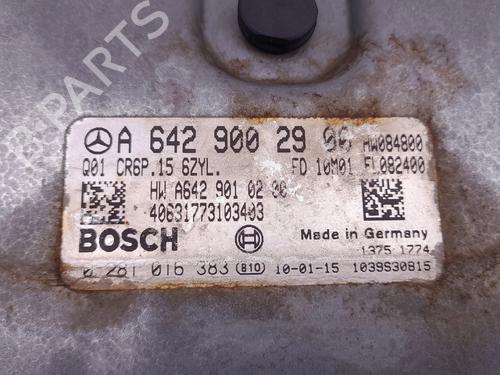 B-PARTS
A 642 900 29 00 HW084800
Q01 CR6P.15 6ZYL. FD 10M01 FL082400
HW A642 901 02 00
40631773103403
BOSCH
Made in Germany
1375 1774
0 281 016 383 B10 10-01-15 1039S30815